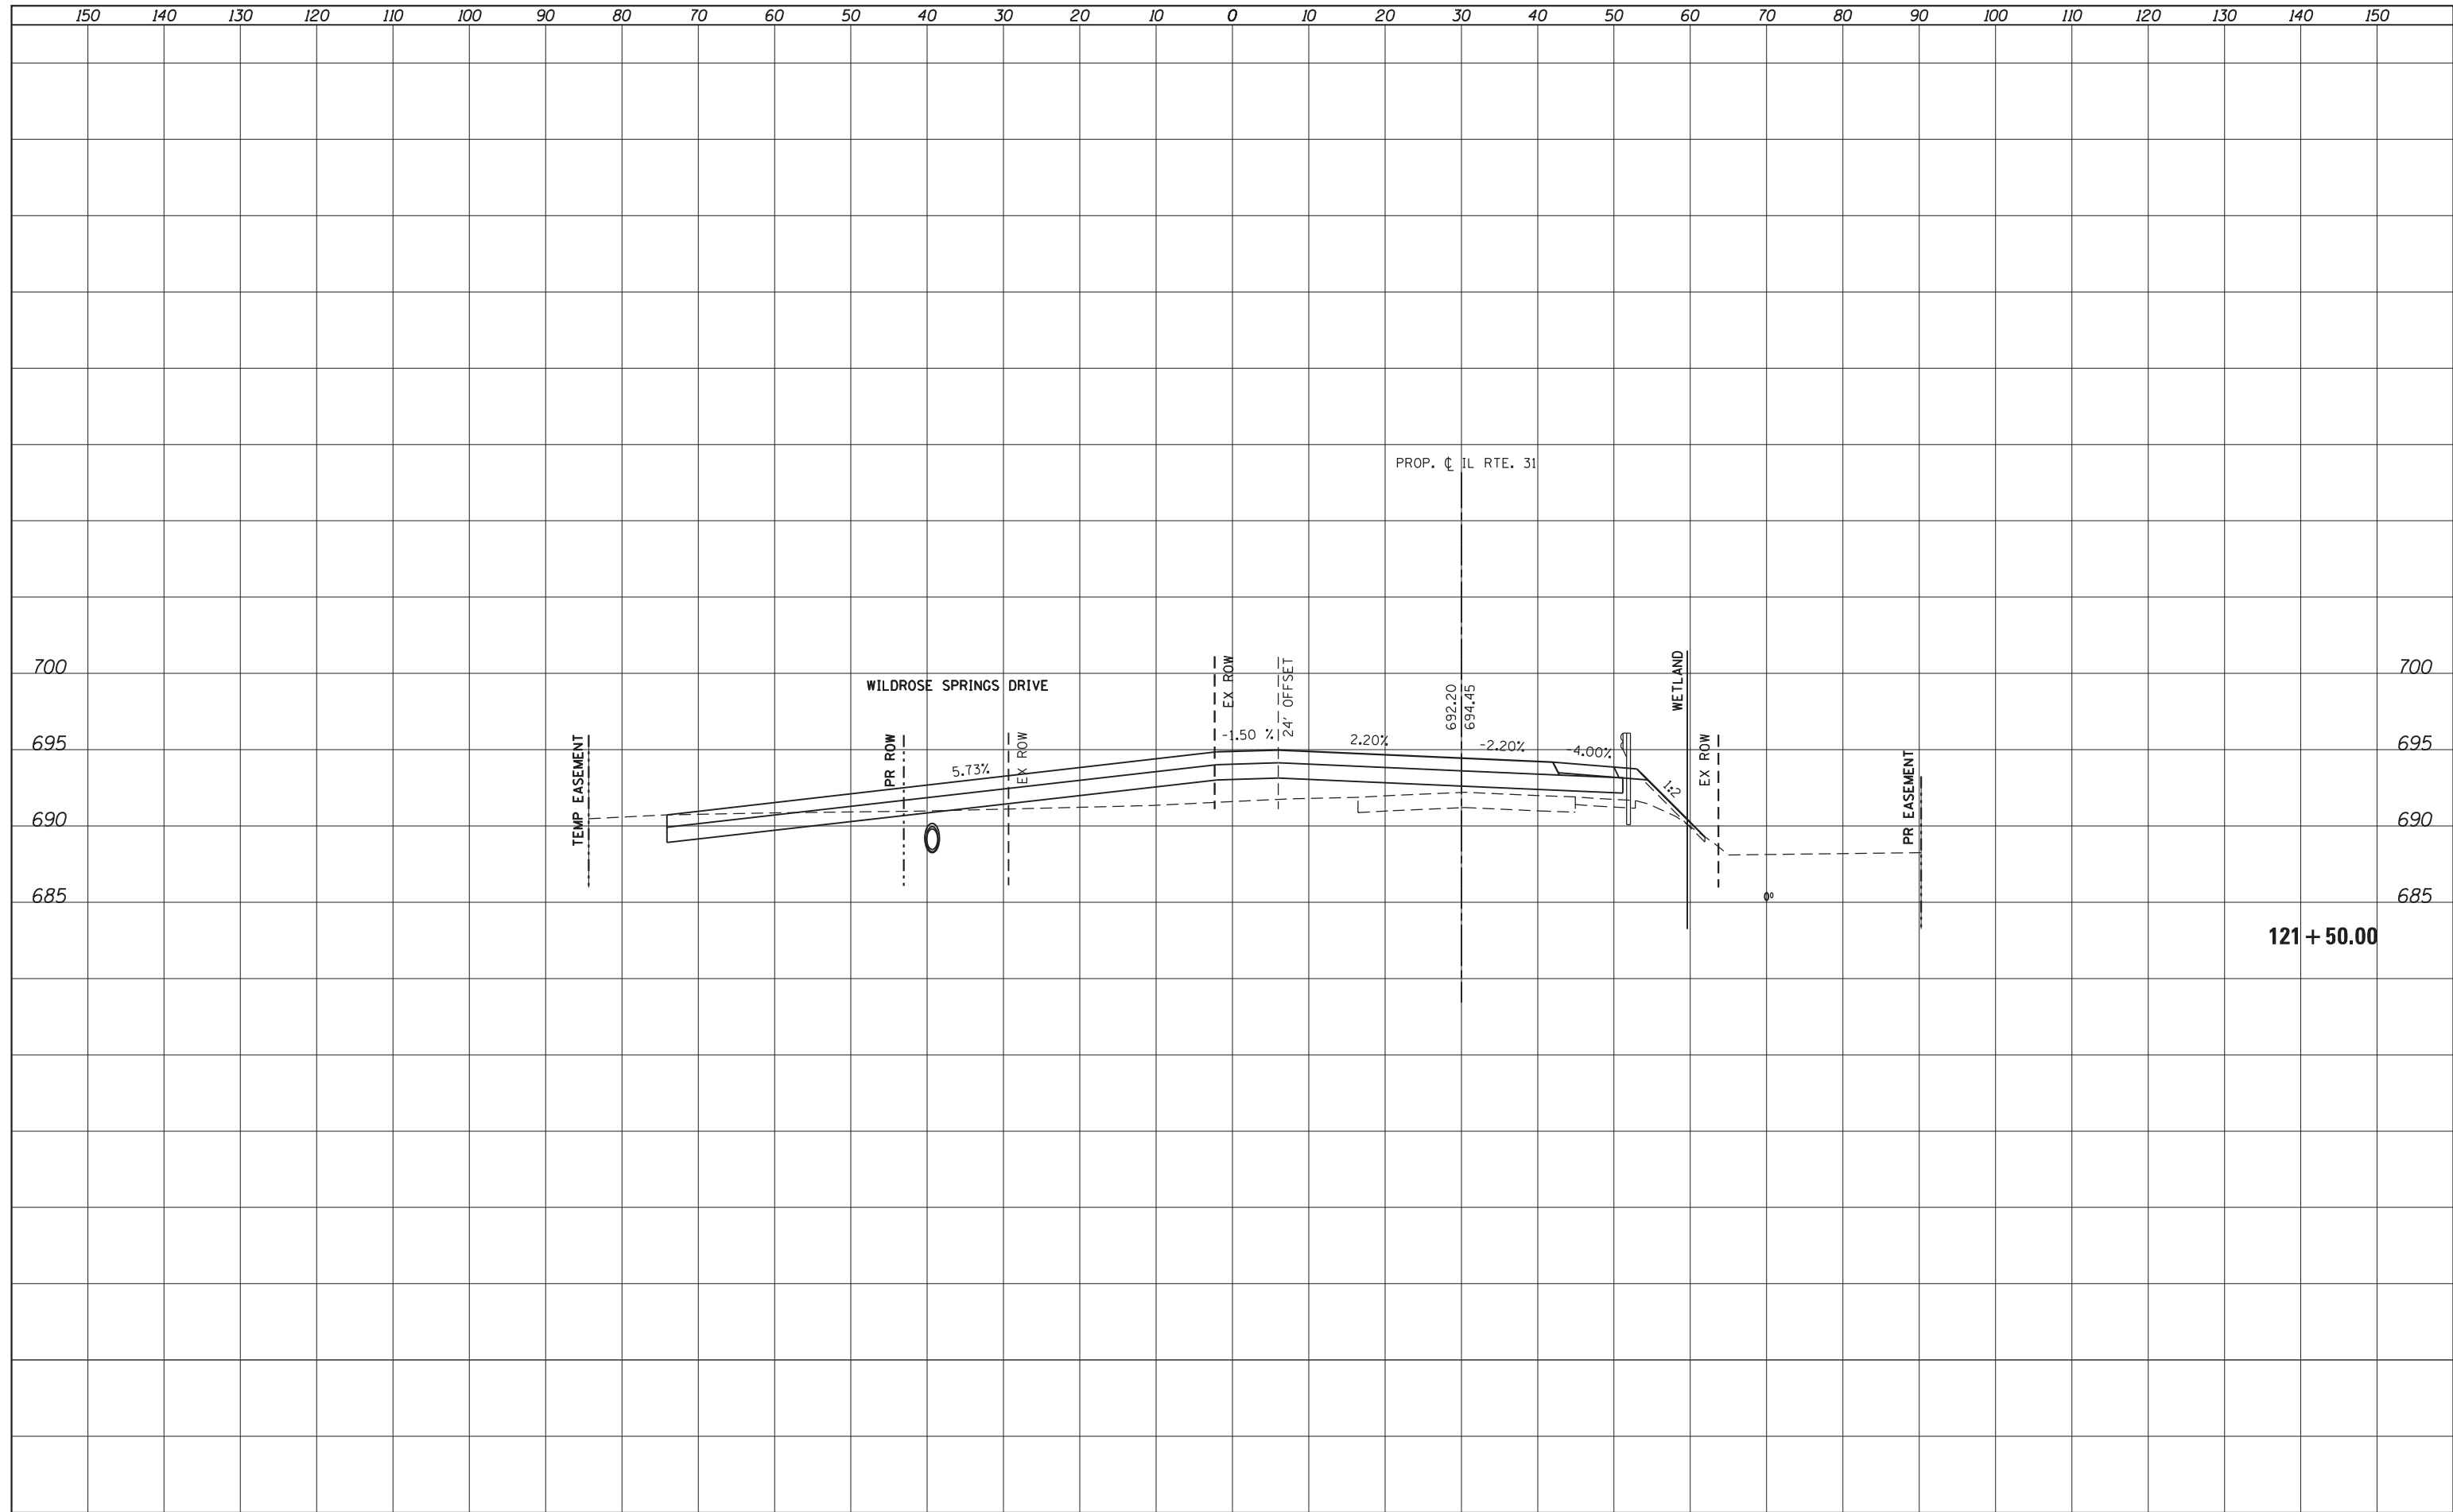 150 140 130 120 110 100 90 80 70 60 50 40 30 20 10 0 10 20 30 40 50 60 70 80 90 100 110 120 130 140 150
PROP. ℄ IL RTE. 31
700
700
WILDROSE SPRINGS DRIVE
EX ROW
24' OFFSET
692.20
694.45
WETLAND
695
695
TEMP EASEMENT
PR ROW
EX ROW
5.73%
-1.50 %
2.20%
-2.20%
-4.00%
1:2
EX ROW
PR EASEMENT
690
690
685
685
121+50.00